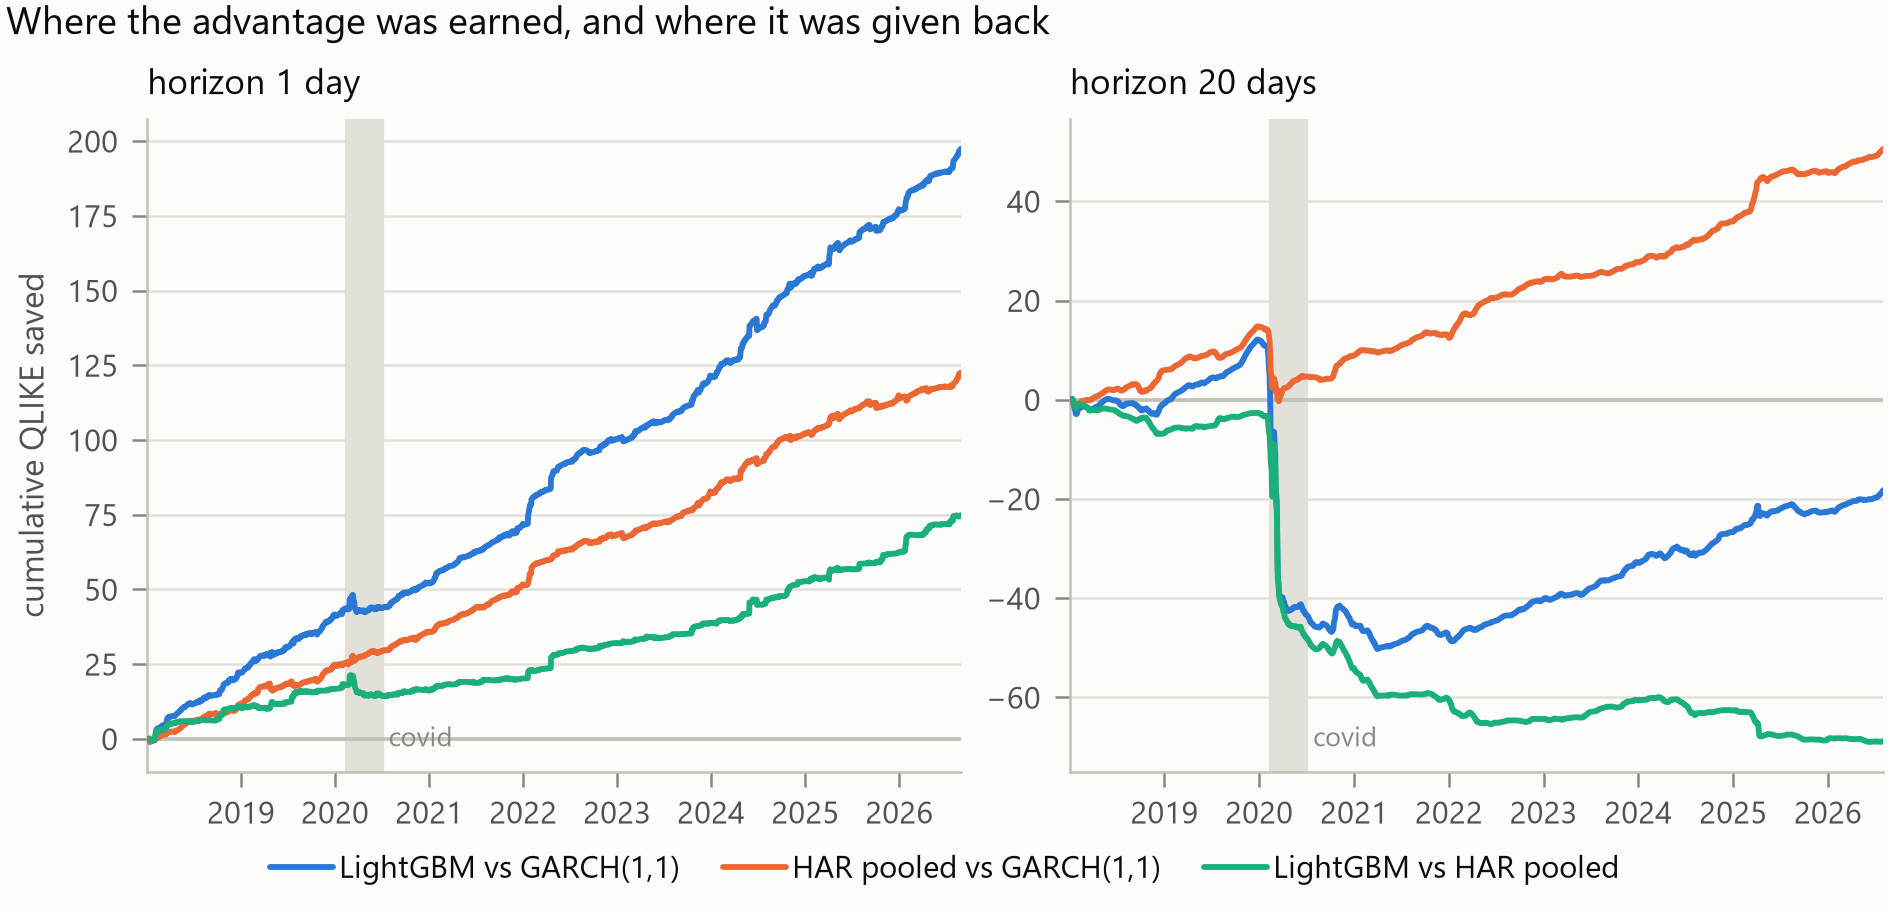 Where the advantage was earned, and where it was given back
horizon 1 day
200
175
150
125
100
75
50
25
0
cumulative QLIKE saved
covid
2019 2020 2021 2022 2023 2024 2025 2026
horizon 20 days
40
20
0
−20
−40
−60
covid
2019 2020 2021 2022 2023 2024 2025 2026
LightGBM vs GARCH(1,1) HAR pooled vs GARCH(1,1) LightGBM vs HAR pooled